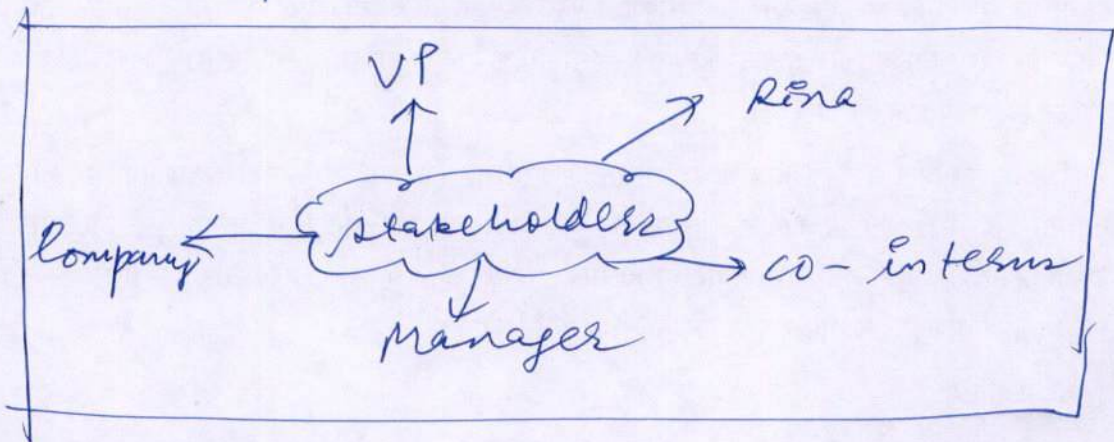 VP
Rina
Stakeholders
Company
co-interns
Manager